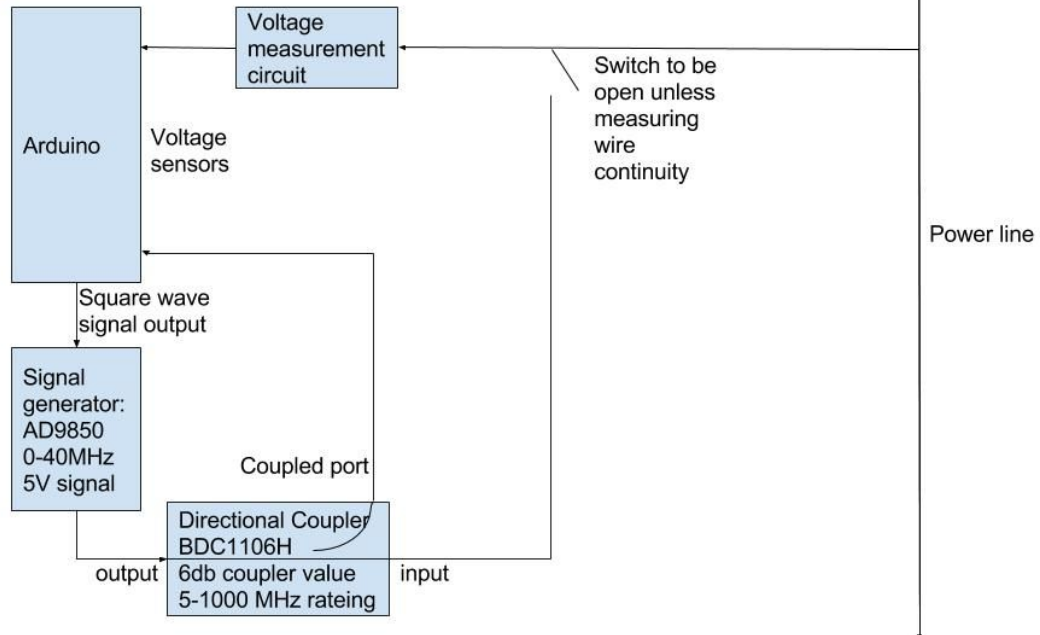 Voltage
measurement
circuit
Switch to be
open unless
measuring
wire
continuity
Arduino
Voltage
sensors
Power line
Square wave
signal output
Signal
generator:
AD9850
0-40MHz
5V signal
Coupled port
Directional Coupler
BDC1106H
6db coupler value
5-1000 MHz rateing
output
input